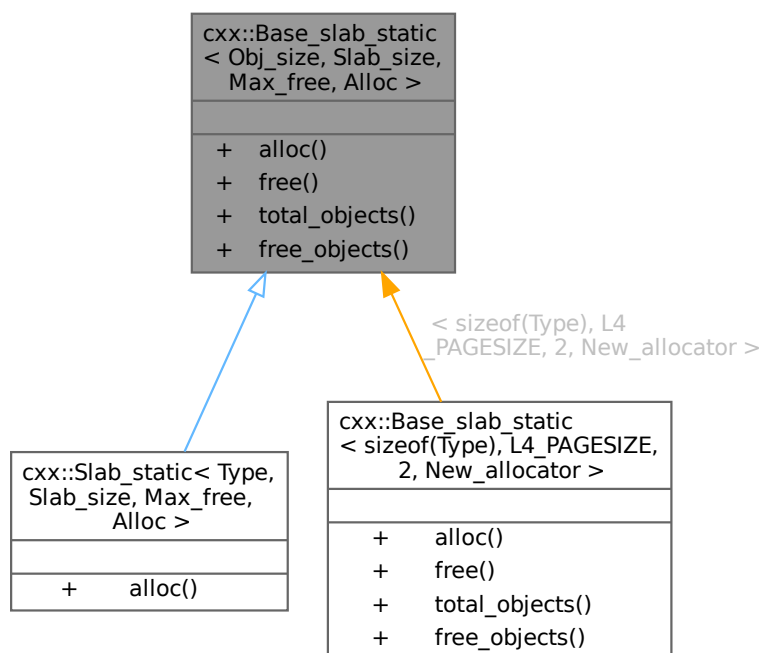 cxx::Base_slab_static
< Obj_size, Slab_size,
Max_free, Alloc >
+ alloc()
+ free()
+ total_objects()
+ free_objects()
< sizeof(Type), L4
_PAGESIZE, 2, New_allocator >
cxx::Slab_static< Type,
Slab_size, Max_free,
Alloc >
+ alloc()
cxx::Base_slab_static
< sizeof(Type), L4_PAGESIZE,
2, New_allocator >
+ alloc()
+ free()
+ total_objects()
+ free_objects()